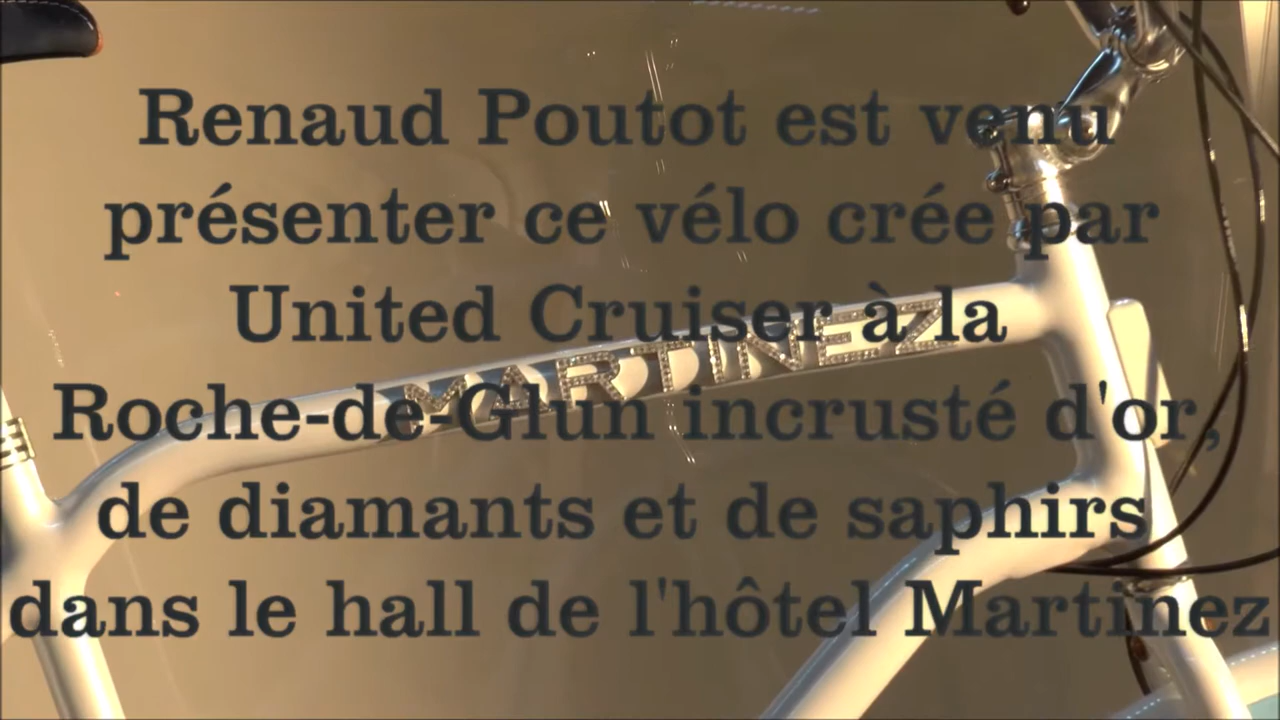 Renaud Poutot est venu
présenter ce vélo crée par
United Cruiser à la
MARTINEZ
Roche-de-Glun incrusté d'or,
de diamants et de saphirs
dans le hall de l'hôtel Martinez